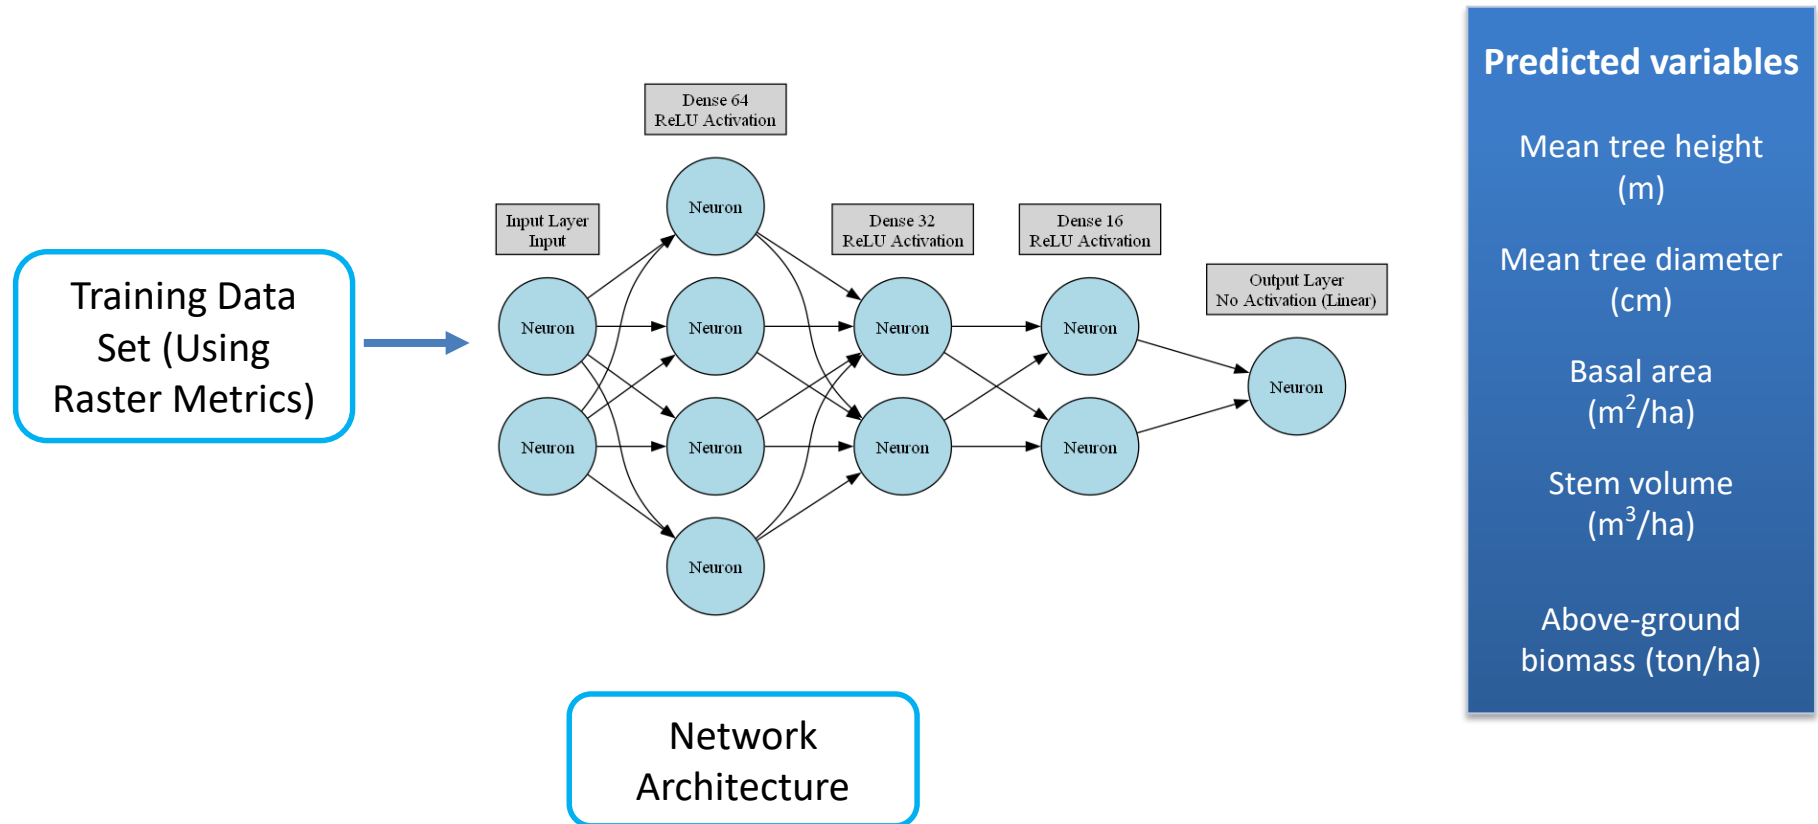 Training Data
Set (Using
Raster Metrics)
Input Layer
Input
Neuron
Neuron
Dense 64
ReLU Activation
Neuron
Neuron
Neuron
Neuron
Dense 32
ReLU Activation
Neuron
Neuron
Dense 16
ReLU Activation
Neuron
Neuron
Output Layer
No Activation (Linear)
Neuron
Network
Architecture
Predicted variables
Mean tree height
(m)
Mean tree diameter
(cm)
Basal area
(m²/ha)
Stem volume
(m³/ha)
Above-ground
biomass (ton/ha)